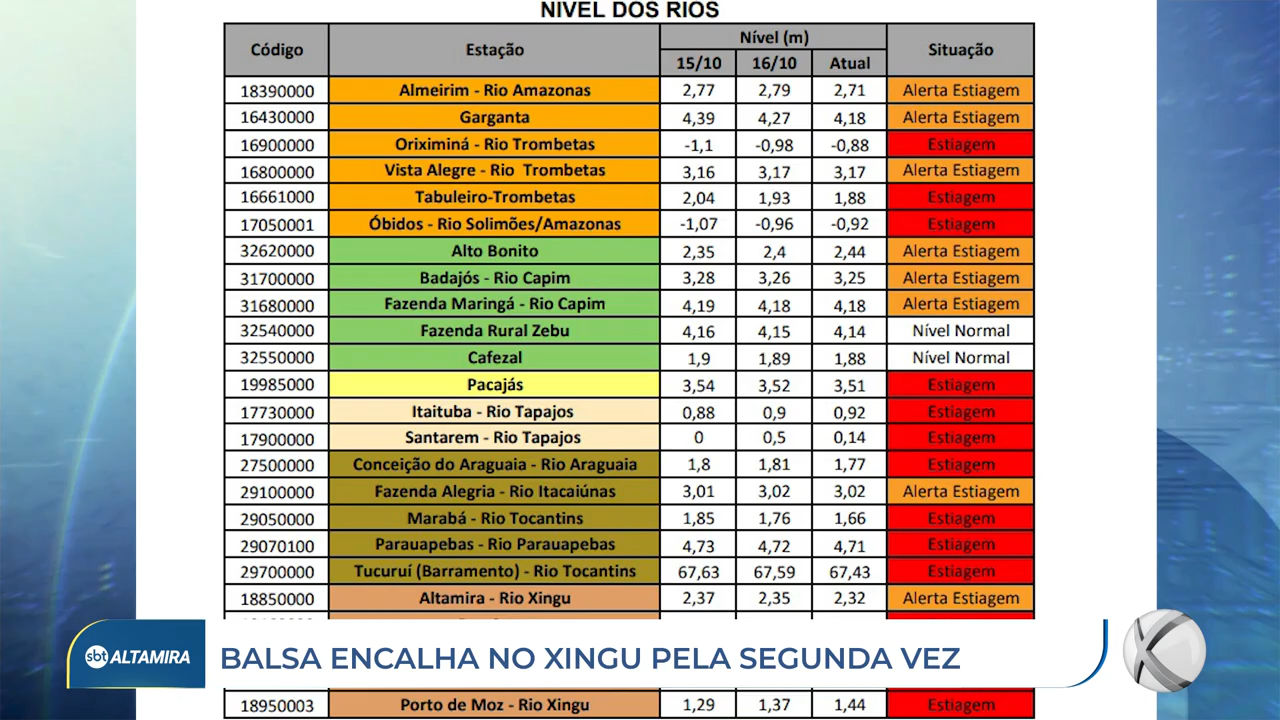 NIVEL DOS RIOS
Código Estação Nível (m) Situação
15/10 16/10 Atual
18390000 Almeirim - Rio Amazonas 2,77 2,79 2,71 Alerta Estiagem
16430000 Garganta 4,39 4,27 4,18 Alerta Estiagem
16900000 Oriximiná - Rio Trombetas -1,1 -0,98 -0,88 Estiagem
16800000 Vista Alegre - Rio Trombetas 3,16 3,17 3,17 Alerta Estiagem
16661000 Tabuleiro-Trombetas 2,04 1,93 1,88 Estiagem
17050001 Óbidos - Rio Solimões/Amazonas -1,07 -0,96 -0,92 Estiagem
32620000 Alto Bonito 2,35 2,4 2,44 Alerta Estiagem
31700000 Badajós - Rio Capim 3,28 3,26 3,25 Alerta Estiagem
31680000 Fazenda Maringá - Rio Capim 4,19 4,18 4,18 Alerta Estiagem
32540000 Fazenda Rural Zebu 4,16 4,15 4,14 Nível Normal
32550000 Cafezal 1,9 1,89 1,88 Nível Normal
19985000 Pacajás 3,54 3,52 3,51 Estiagem
17730000 Itaituba - Rio Tapajos 0,88 0,9 0,92 Estiagem
17900000 Santarem - Rio Tapajos 0 0,5 0,14 Estiagem
27500000 Conceição do Araguaia - Rio Araguaia 1,8 1,81 1,77 Estiagem
29100000 Fazenda Alegria - Rio Itacaiúnas 3,01 3,02 3,02 Alerta Estiagem
29050000 Marabá - Rio Tocantins 1,85 1,76 1,66 Estiagem
29070100 Parauapebas - Rio Parauapebas 4,73 4,72 4,71 Estiagem
29700000 Tucuruí (Barramento) - Rio Tocantins 67,63 67,59 67,43 Estiagem
18850000 Altamira - Rio Xingu 2,37 2,35 2,32 Alerta Estiagem
sbt ALTAMIRA BALSA ENCALHA NO XINGU PELA SEGUNDA VEZ
18950003 Porto de Moz - Rio Xingu 1,29 1,37 1,44 Estiagem